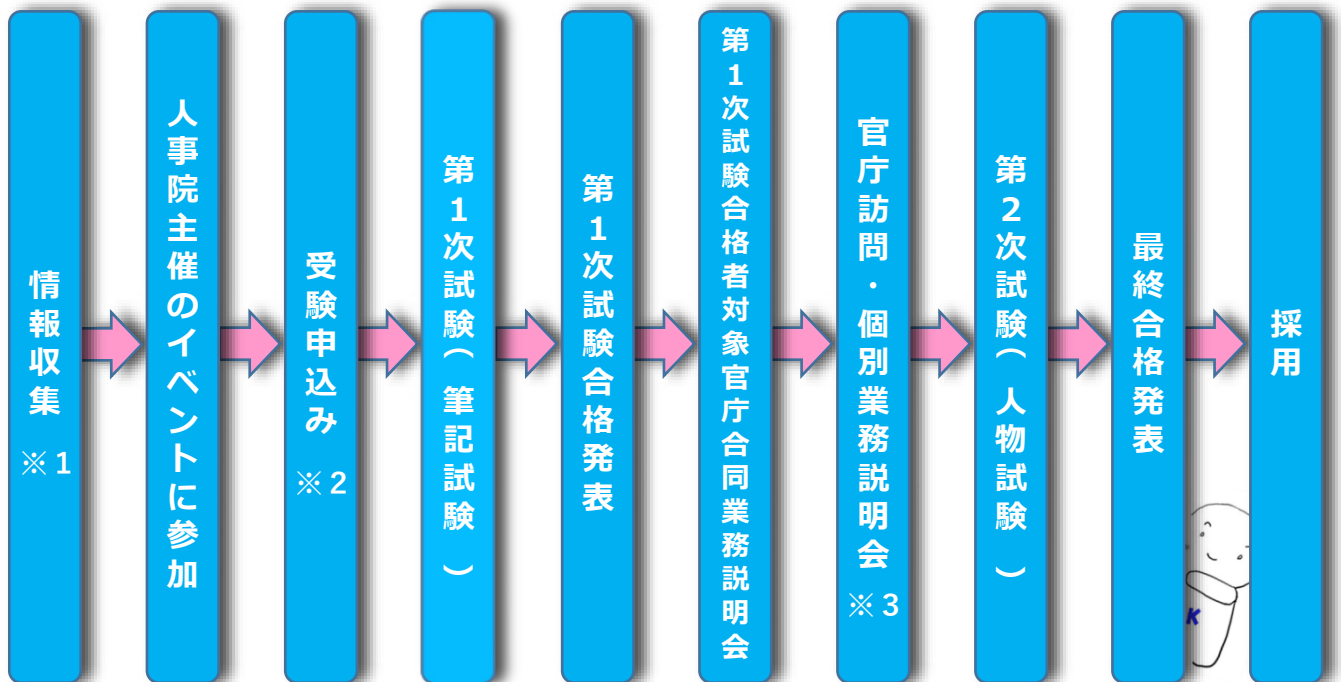 情報収集 ※1
人事院主催のイベントに参加
受験申込み ※2
第1次試験（筆記試験）
第1次試験合格発表
第1次試験合格者対象官庁合同業務説明会
官庁訪問・個別業務説明会 ※3
第2次試験（人物試験）
最終合格発表
採用
K